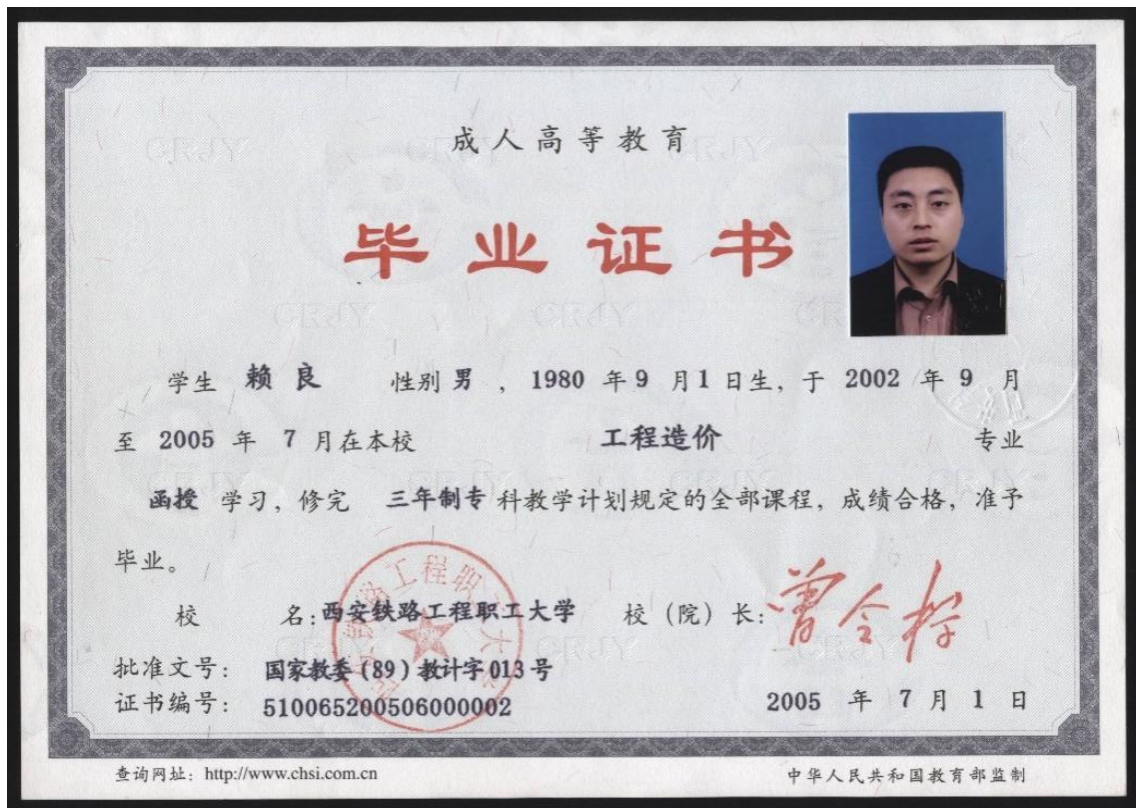 成人高等教育
毕业证书
学生 赖良 性别 男 ，1980 年 9 月 1 日生，于 2002 年 9 月
至 2005 年 7 月在本校 工程造价 专业
函授 学习，修完 三年制专 科教学计划规定的全部课程，成绩合格，准予
毕业。
校 名：西安铁路工程职工大学 校（院）长：曾令
批准文号： 国家教委（89）教计字 013 号
证书编号： 510065200506000002 2005 年 7 月 1 日
查询网址：http://www.chsi.com.cn 中华人民共和国教育部监制